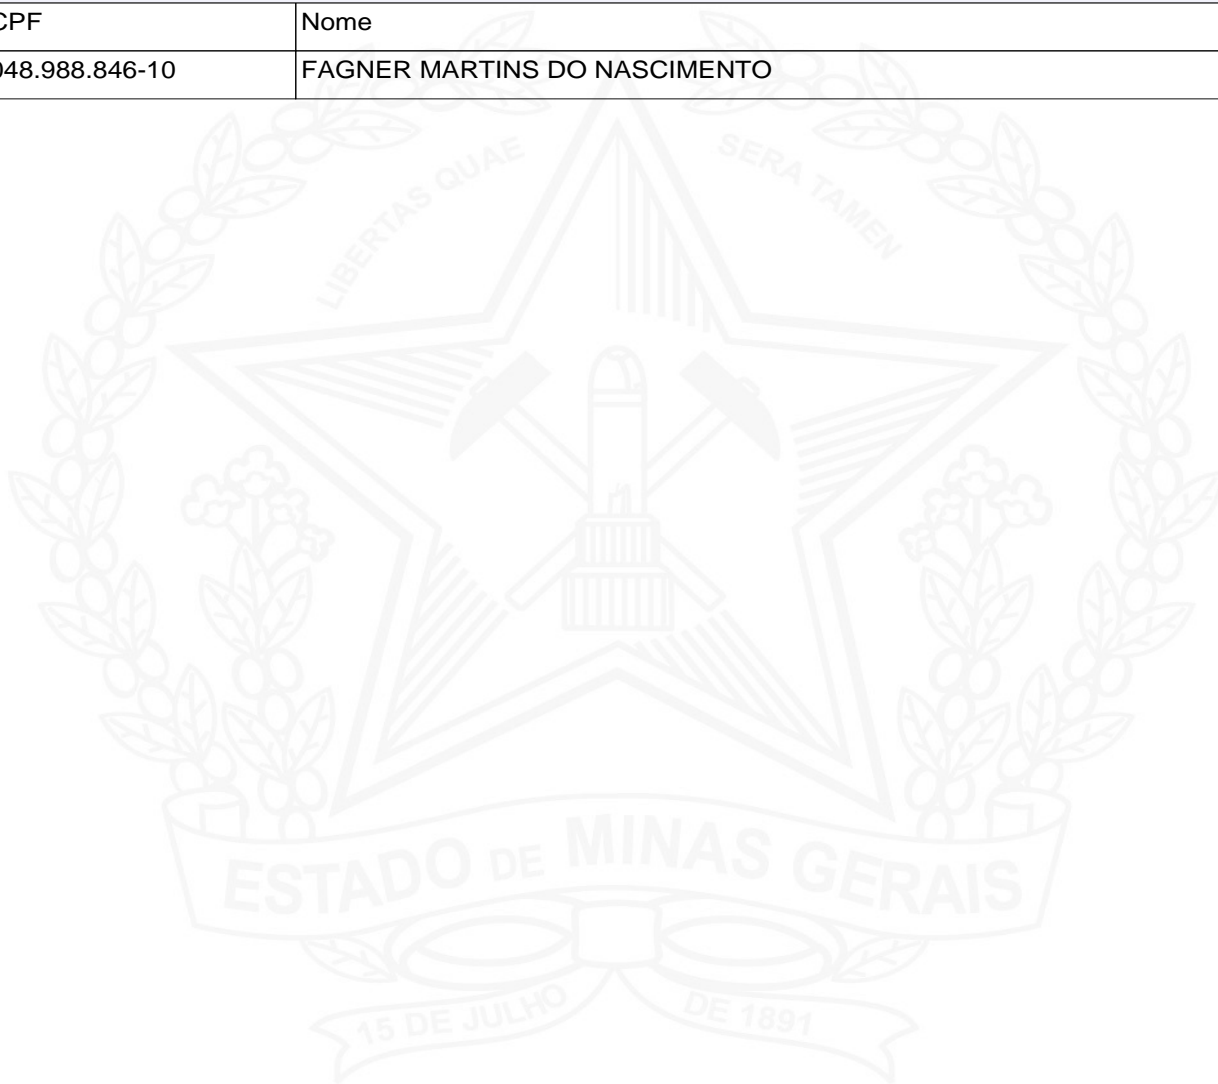 CPF Nome
048.988.846-10 FAGNER MARTINS DO NASCIMENTO
LIBERTAS QUAE SERA TAMEN
ESTADO DE MINAS GERAIS
15 DE JULHO DE 1891